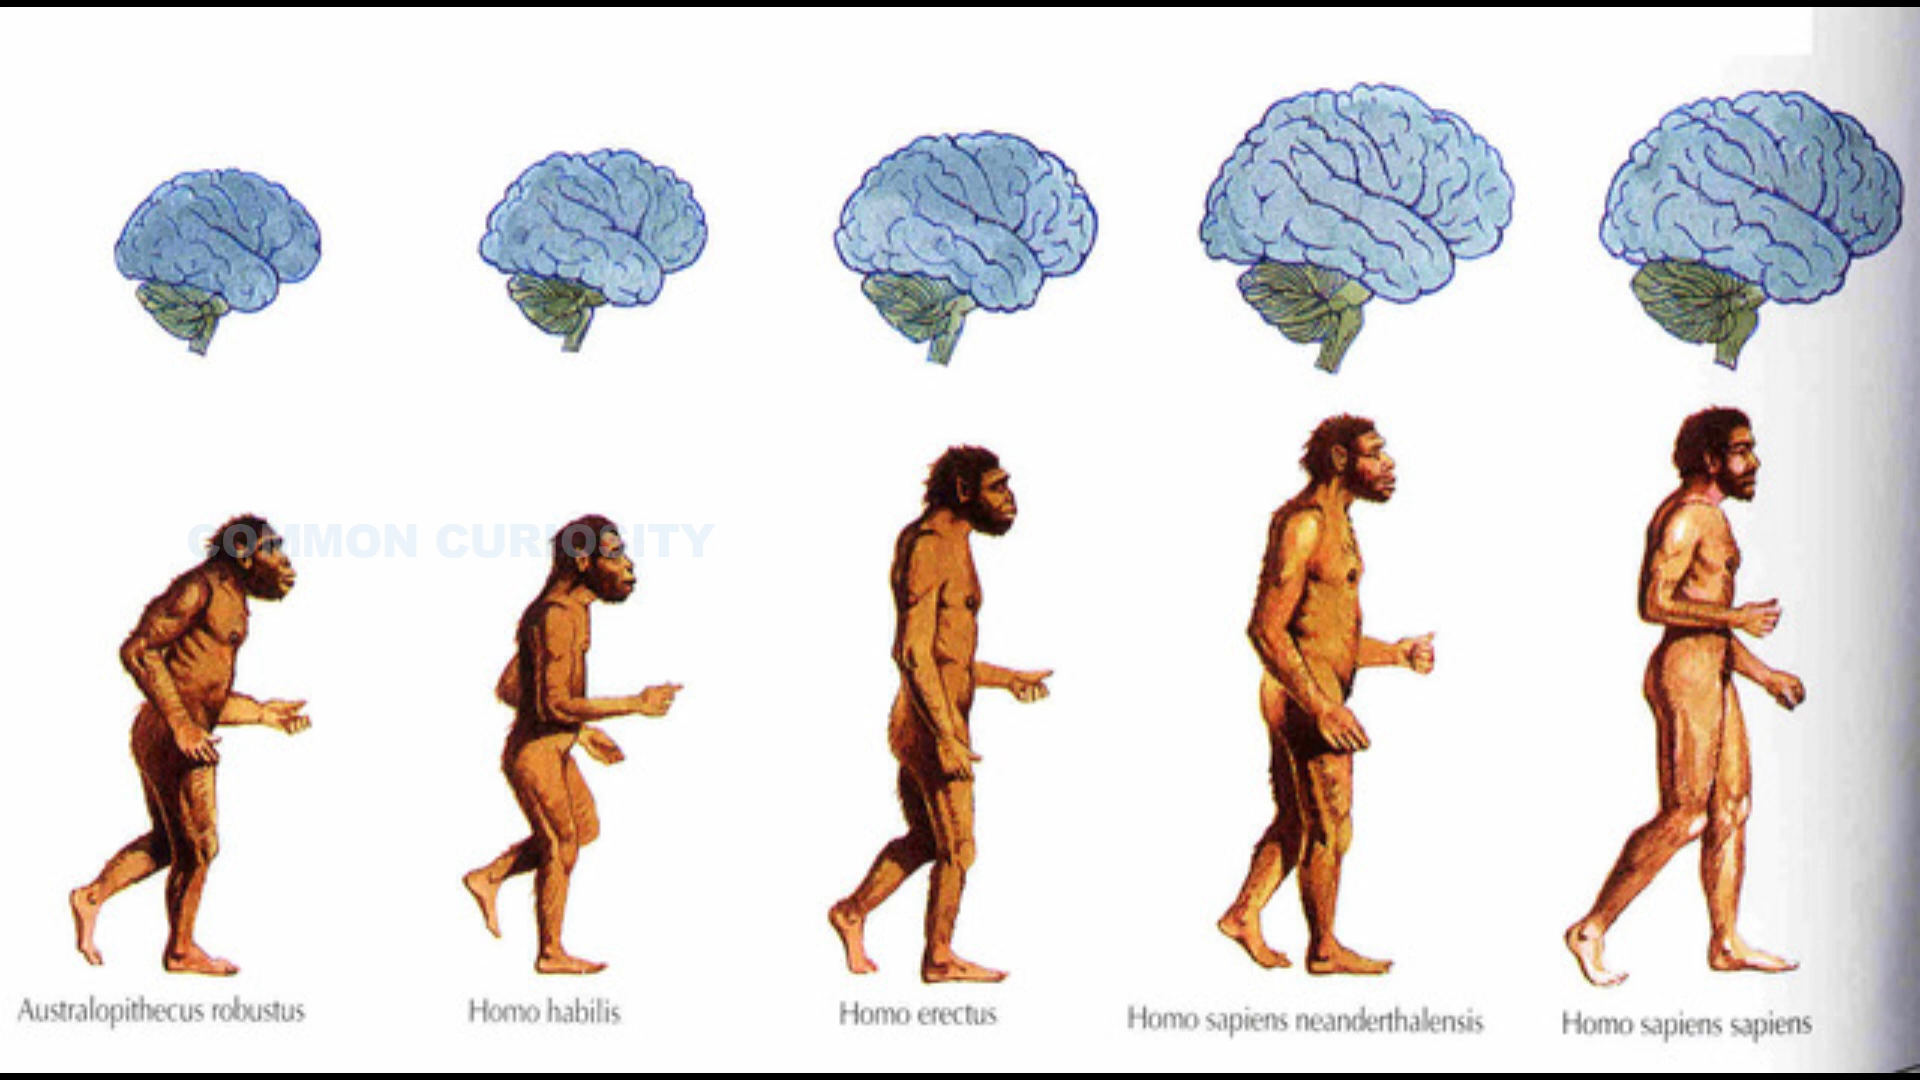 COMMON CURIOSITY
Australopithecus robustus
Homo habilis
Homo erectus
Homo sapiens neanderthalensis
Homo sapiens sapiens